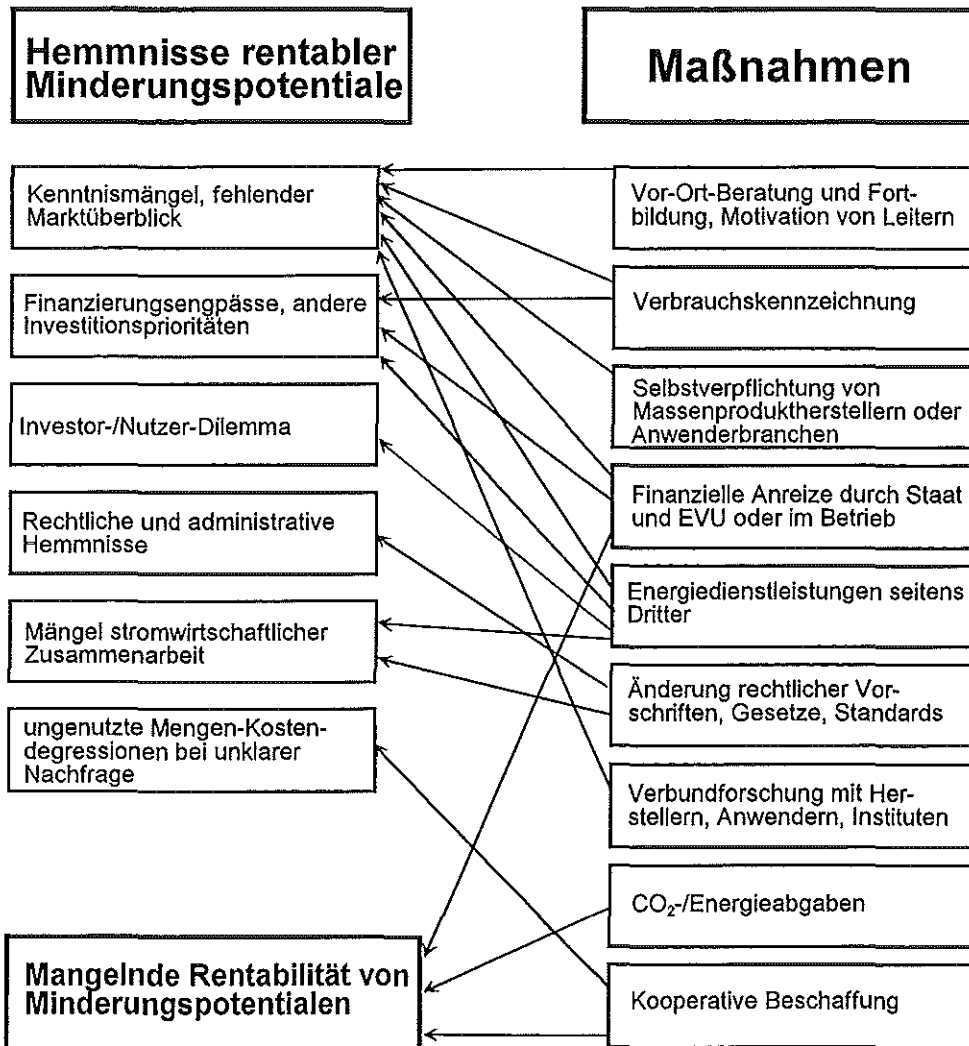 Hemmnisse rentabler
Minderungspotentiale
Maßnahmen
Kenntnismängel, fehlender
Marktüberblick
Finanzierungsengpässe, andere
Investitionsprioritäten
Investor-/Nutzer-Dilemma
Rechtliche und administrative
Hemmnisse
Mängel stromwirtschaftlicher
Zusammenarbeit
ungenutzte Mengen-Kosten-
degressionen bei unklarer
Nachfrage
Mangelnde Rentabilität von
Minderungspotentialen
Vor-Ort-Beratung und Fort-
bildung, Motivation von Leitern
Verbrauchskennzeichnung
Selbstverpflichtung von
Massenproduktherstellern oder
Anwenderbranchen
Finanzielle Anreize durch Staat
und EVU oder im Betrieb
Energiedienstleistungen seitens
Dritter
Änderung rechtlicher Vor-
schriften, Gesetze, Standards
Verbundforschung mit Her-
stellern, Anwendern, Instituten
CO₂-/Energieabgaben
Kooperative Beschaffung